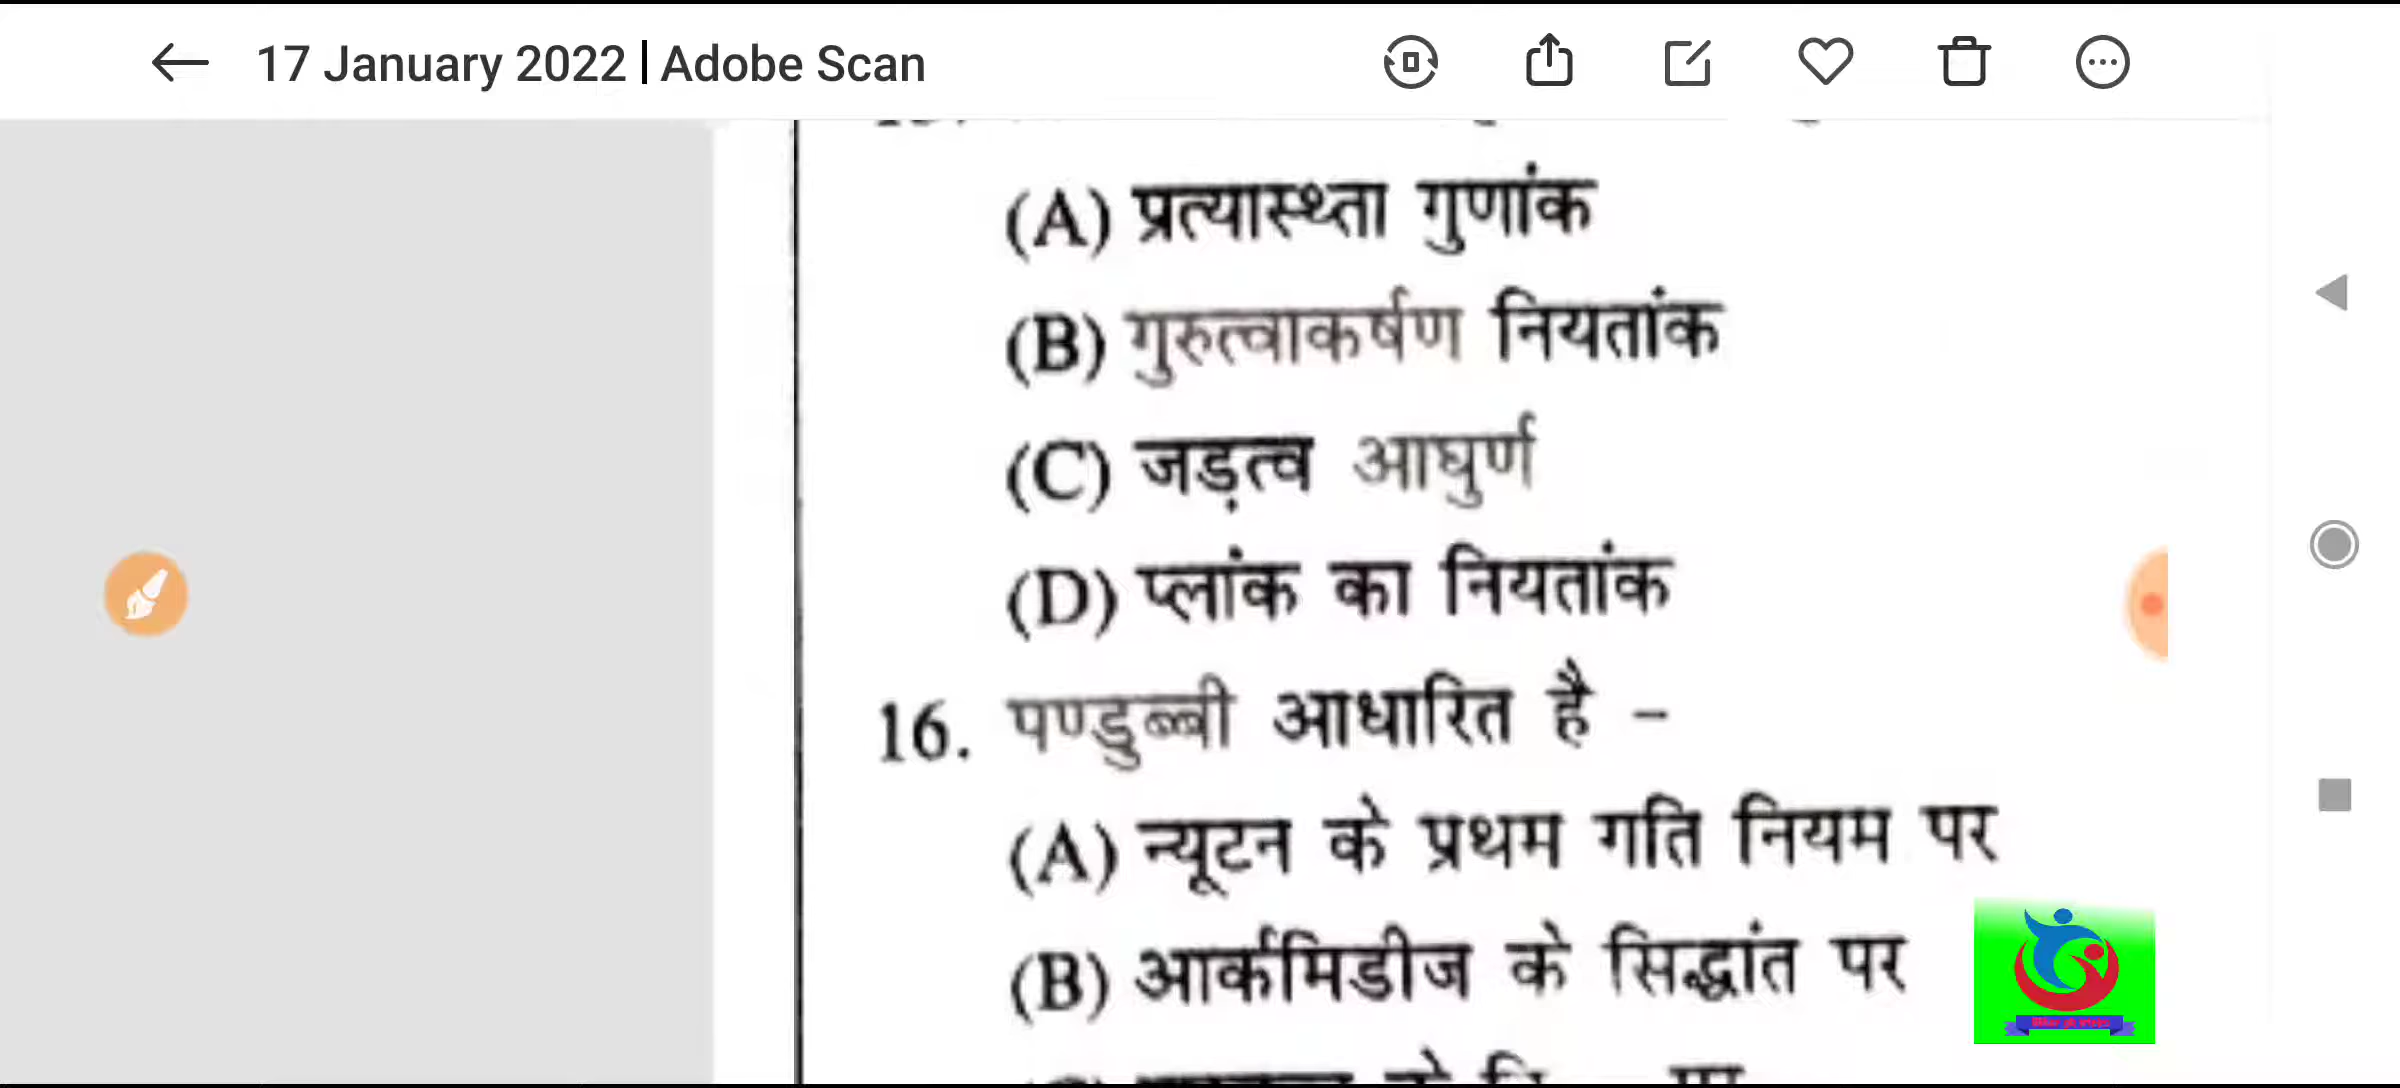 17 January 2022 | Adobe Scan
(A) प्रत्यास्थ्ता गुणांक
(B) गुरुत्वाकर्षण नियतांक
(C) जड़त्व आघुर्ण
(D) प्लांक का नियतांक
16. पण्डुब्बी आधारित है –
(A) न्यूटन के प्रथम गति नियम पर
(B) आर्कमिडीज के सिद्धांत पर